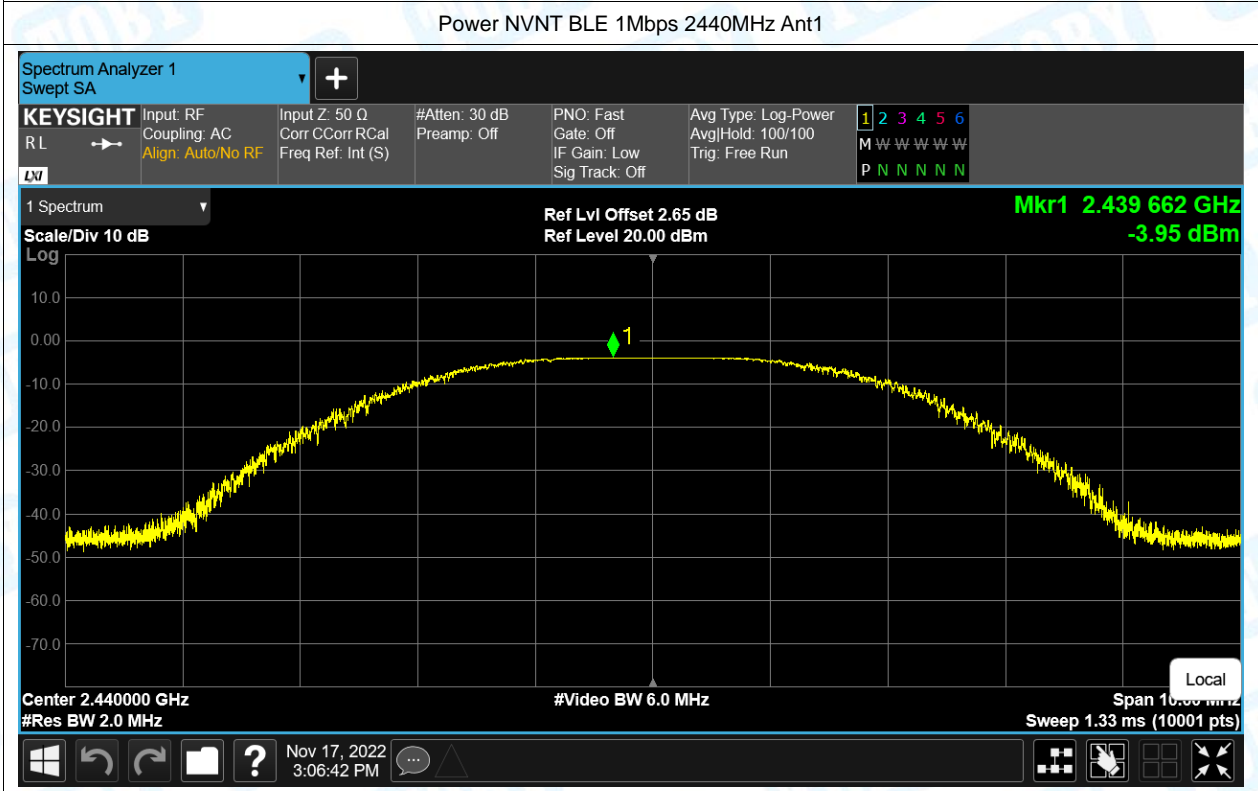 Power NVNT BLE 1Mbps 2440MHz Ant1
Spectrum Analyzer 1
Swept SA
KEYSIGHT
R L
LXI
Input: RF
Coupling: AC
Align: Auto/No RF
Input Z: 50 Ω
Corr CCorr RCal
Freq Ref: Int (S)
#Atten: 30 dB
Preamp: Off
PNO: Fast
Gate: Off
IF Gain: Low
Sig Track: Off
Avg Type: Log-Power
Avg|Hold: 100/100
Trig: Free Run
1 2 3 4 5 6
M W W W W W
P N N N N N
1 Spectrum
Scale/Div 10 dB
Log
Ref Lvl Offset 2.65 dB
Ref Level 20.00 dBm
Mkr1 2.439 662 GHz
-3.95 dBm
1
10.0
0.00
-10.0
-20.0
-30.0
-40.0
-50.0
-60.0
-70.0
Center 2.440000 GHz
#Res BW 2.0 MHz
#Video BW 6.0 MHz
Local
Span 10.00 MHz
Sweep 1.33 ms (10001 pts)
?
Nov 17, 2022
3:06:42 PM
TOBY